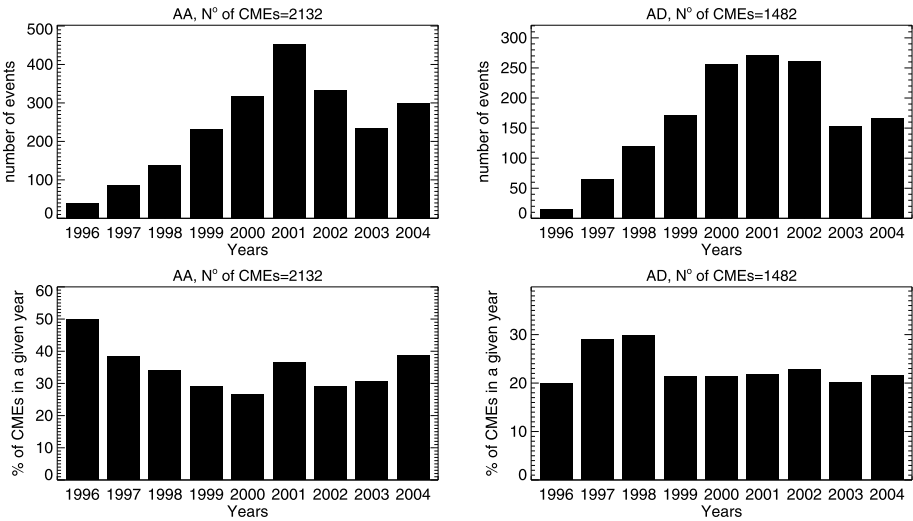 AA, Nº of CMEs=2132
number of events
500
400
300
200
100
0
1996 1997 1998 1999 2000 2001 2002 2003 2004
Years
AD, Nº of CMEs=1482
number of events
300
250
200
150
100
50
0
1996 1997 1998 1999 2000 2001 2002 2003 2004
Years
AA, Nº of CMEs=2132
% of CMEs in a given year
60
50
40
30
20
10
0
1996 1997 1998 1999 2000 2001 2002 2003 2004
Years
AD, Nº of CMEs=1482
% of CMEs in a given year
30
20
10
0
1996 1997 1998 1999 2000 2001 2002 2003 2004
Years